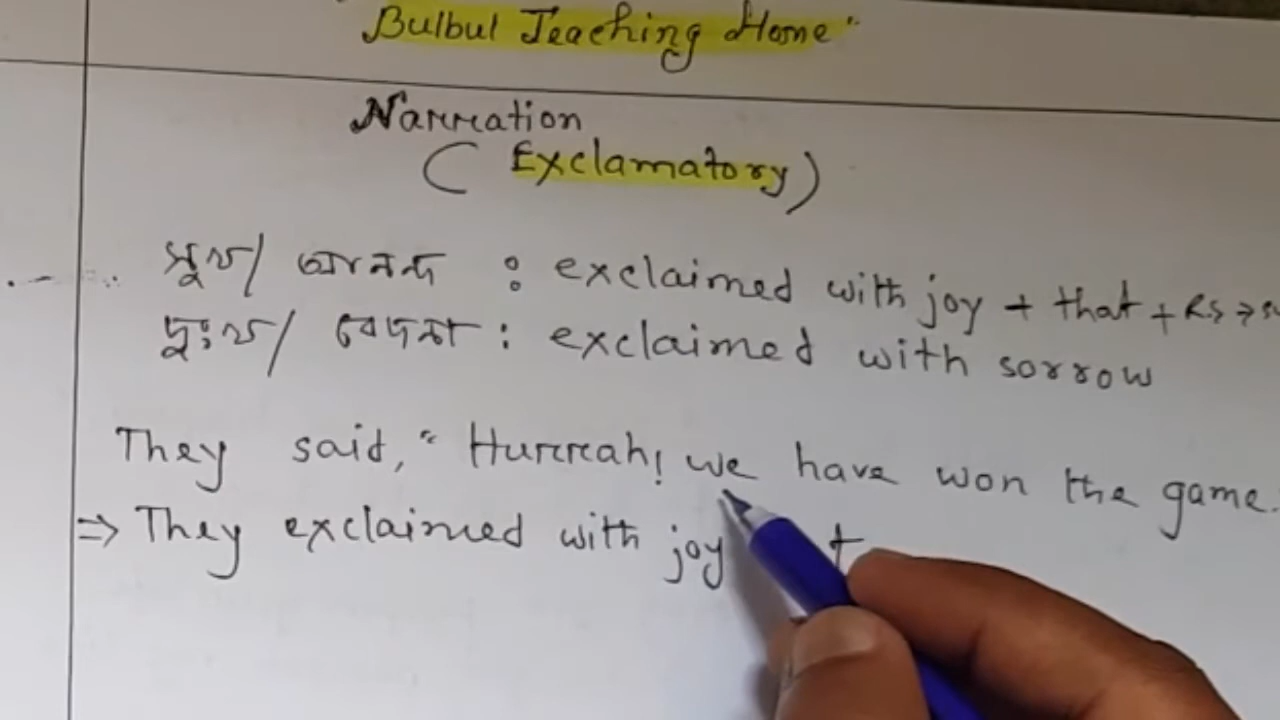 Bulbul Teaching Home"
Narration
(Exclamatory)
সুখ/ আনন্দ : exclaimed with joy + that + RS →
দুঃখ/ বেদনা : exclaimed with sorrow
They said, "Hurrah! we have won the game.
⇒ They exclaimed with joy t